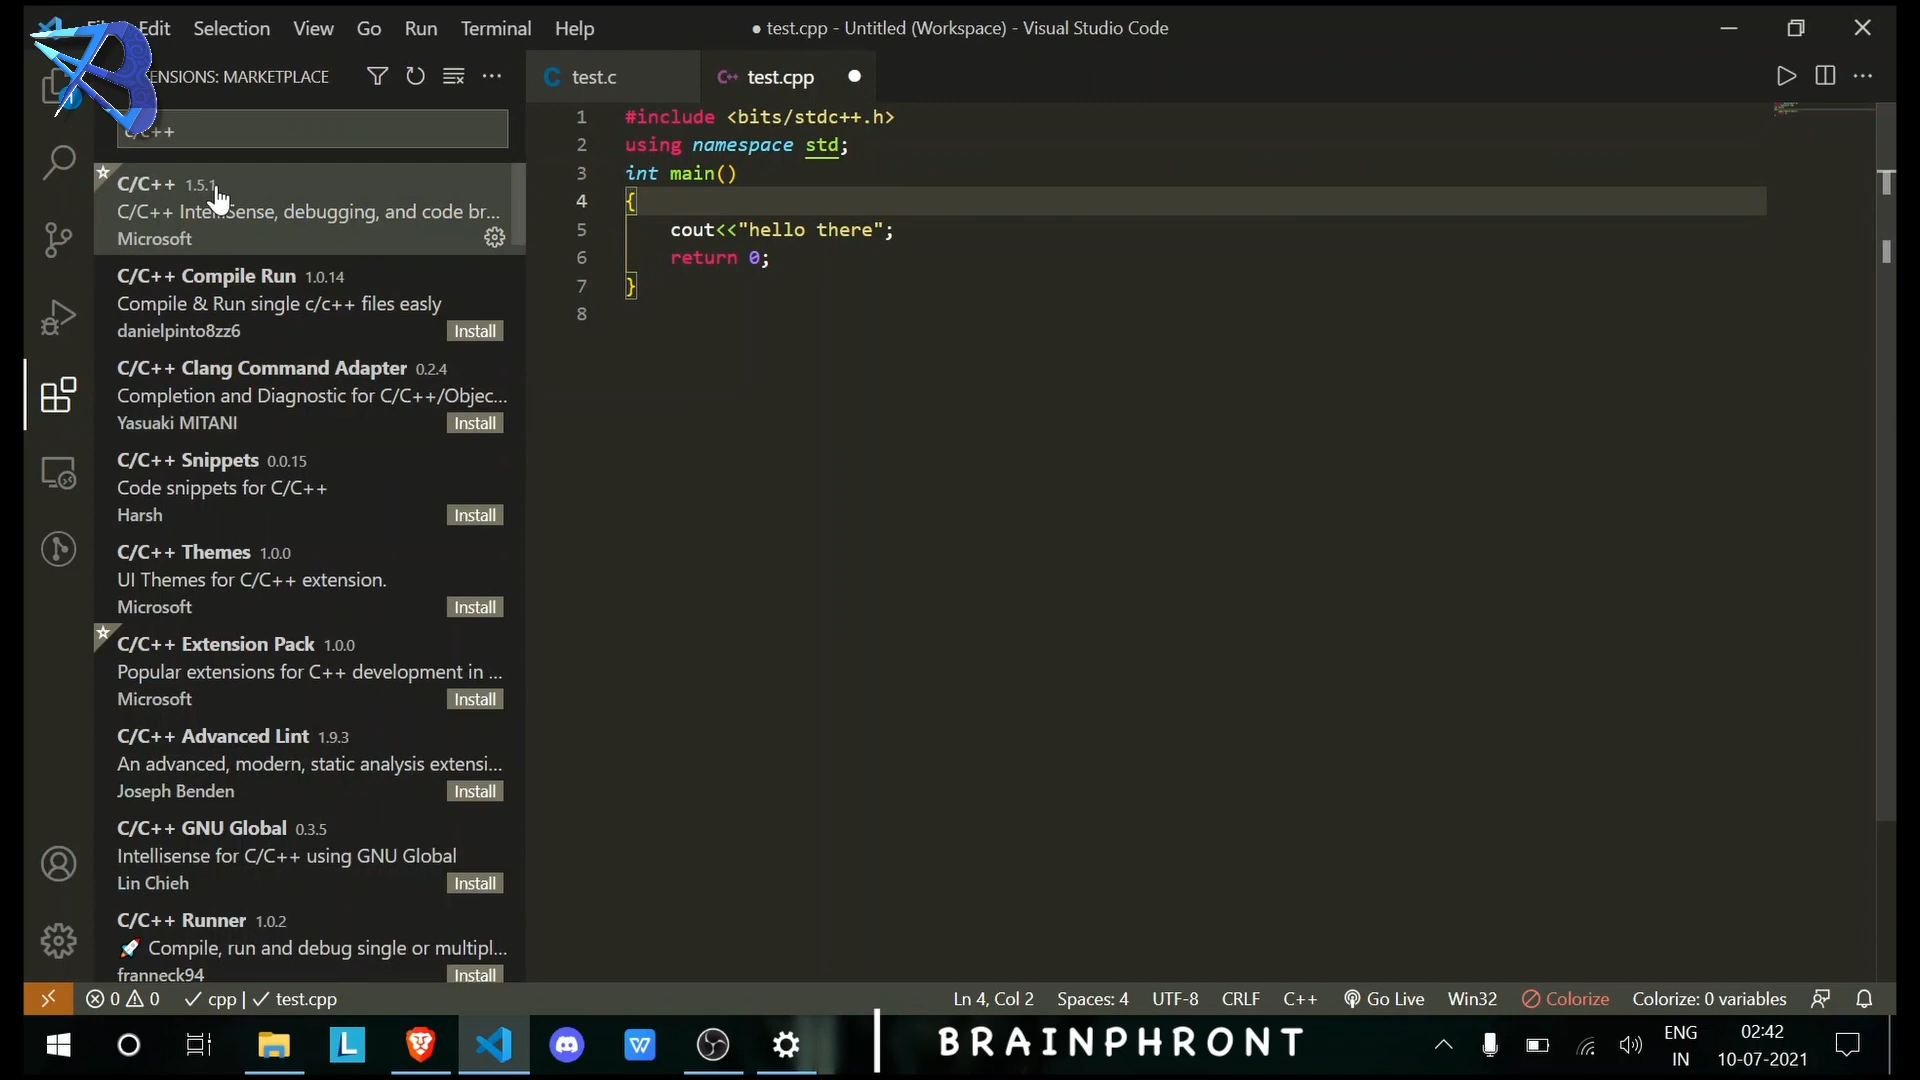 Edit Selection View Go Run Terminal Help
● test.cpp - Untitled (Workspace) - Visual Studio Code
ENSIONS: MARKETPLACE
1
C/C++
C/C++ 1.5.1
C/C++ IntelliSense, debugging, and code br...
Microsoft
C/C++ Compile Run 1.0.14
Compile & Run single c/c++ files easly
danielpinto8zz6
Install
C/C++ Clang Command Adapter 0.2.4
Completion and Diagnostic for C/C++/Objec...
Yasuaki MITANI
Install
C/C++ Snippets 0.0.15
Code snippets for C/C++
Harsh
Install
C/C++ Themes 1.0.0
UI Themes for C/C++ extension.
Microsoft
Install
C/C++ Extension Pack 1.0.0
Popular extensions for C++ development in ...
Microsoft
Install
C/C++ Advanced Lint 1.9.3
An advanced, modern, static analysis extensi...
Joseph Benden
Install
C/C++ GNU Global 0.3.5
Intellisense for C/C++ using GNU Global
Lin Chieh
Install
C/C++ Runner 1.0.2
🚀 Compile, run and debug single or multipl...
franneck94
Install
C test.c
C++ test.cpp ●
1 #include <bits/stdc++.h>
2 using namespace std;
3 int main()
4 {
5 cout<<"hello there";
6 return 0;
7 }
8
0 0 ✓ cpp | ✓ test.cpp
Ln 4, Col 2 Spaces: 4 UTF-8 CRLF C++ Go Live Win32 Colorize Colorize: 0 variables
L
W
BRAINPHRONT
ENG
IN
02:42
10-07-2021